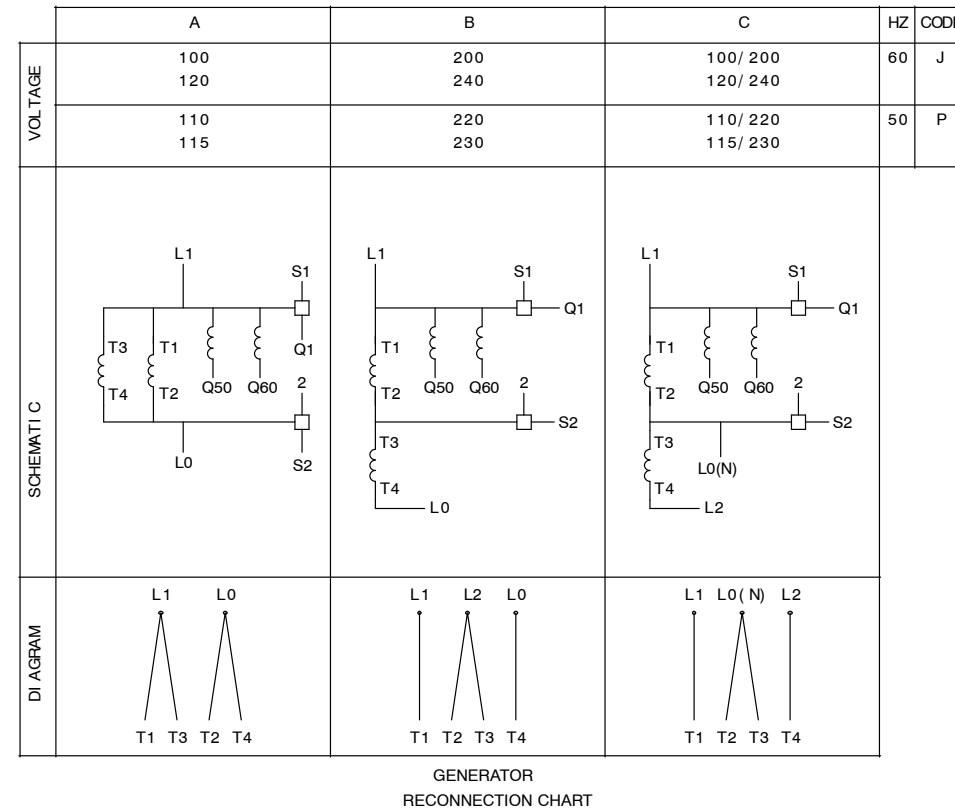 A B C HZ CODE
VOLTAGE
100 200 100/200 60 J
120 240 120/240
110 220 110/220 50 P
115 230 115/230
SCHEMATIC
L1
S1
T3 T1 Q1
T4 T2 Q50 Q60 2
L0 S2
L1
S1
Q1
T1
T2 Q50 Q60 2
S2
T3
T4
L0
L1
S1
Q1
T1
T2 Q50 Q60 2
S2
T3
L0(N)
T4
L2
DIAGRAM
L1 L0
T1 T3 T2 T4
L1 L2 L0
T1 T2 T3 T4
L1 L0(N) L2
T1 T2 T3 T4
GENERATOR
RECONNECTION CHART